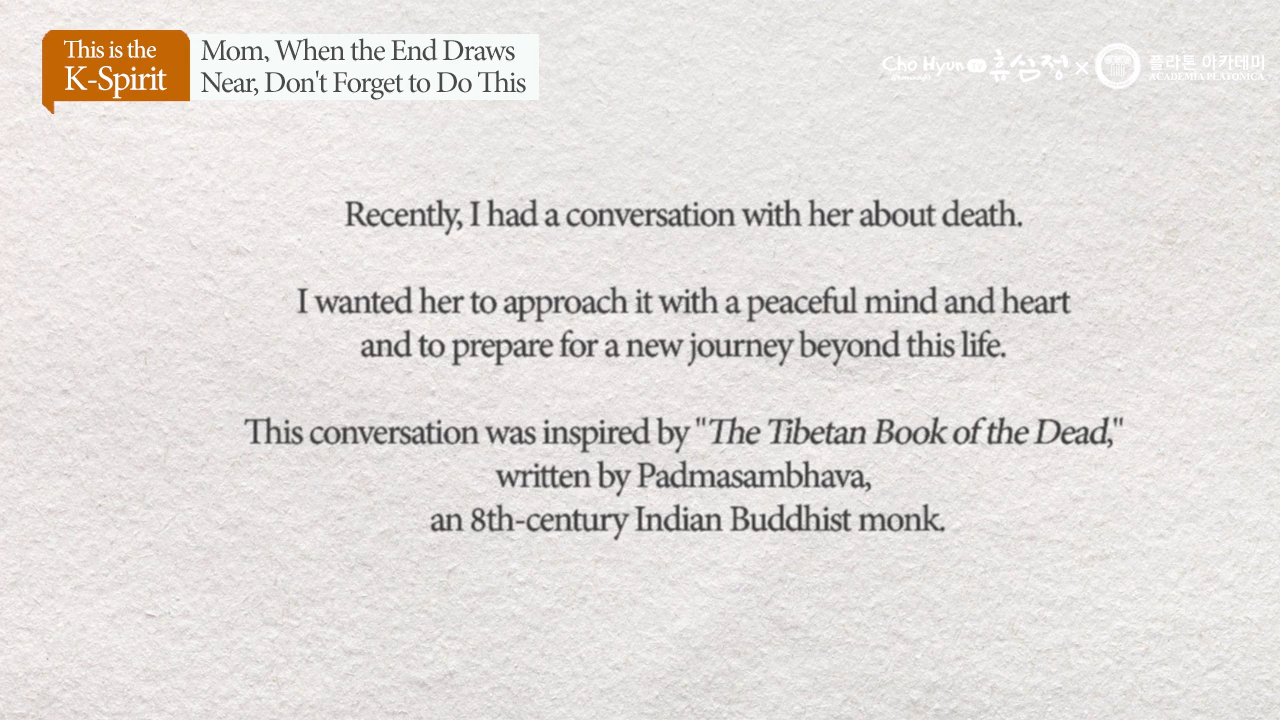 This is the
K-Spirit
Mom, When the End Draws
Near, Don't Forget to Do This
Cho Hyun 휴심정 × 플라톤 아카데미
ACADEMIA PLATONICA
Recently, I had a conversation with her about death.
I wanted her to approach it with a peaceful mind and heart
and to prepare for a new journey beyond this life.
This conversation was inspired by "The Tibetan Book of the Dead,"
written by Padmasambhava,
an 8th-century Indian Buddhist monk.